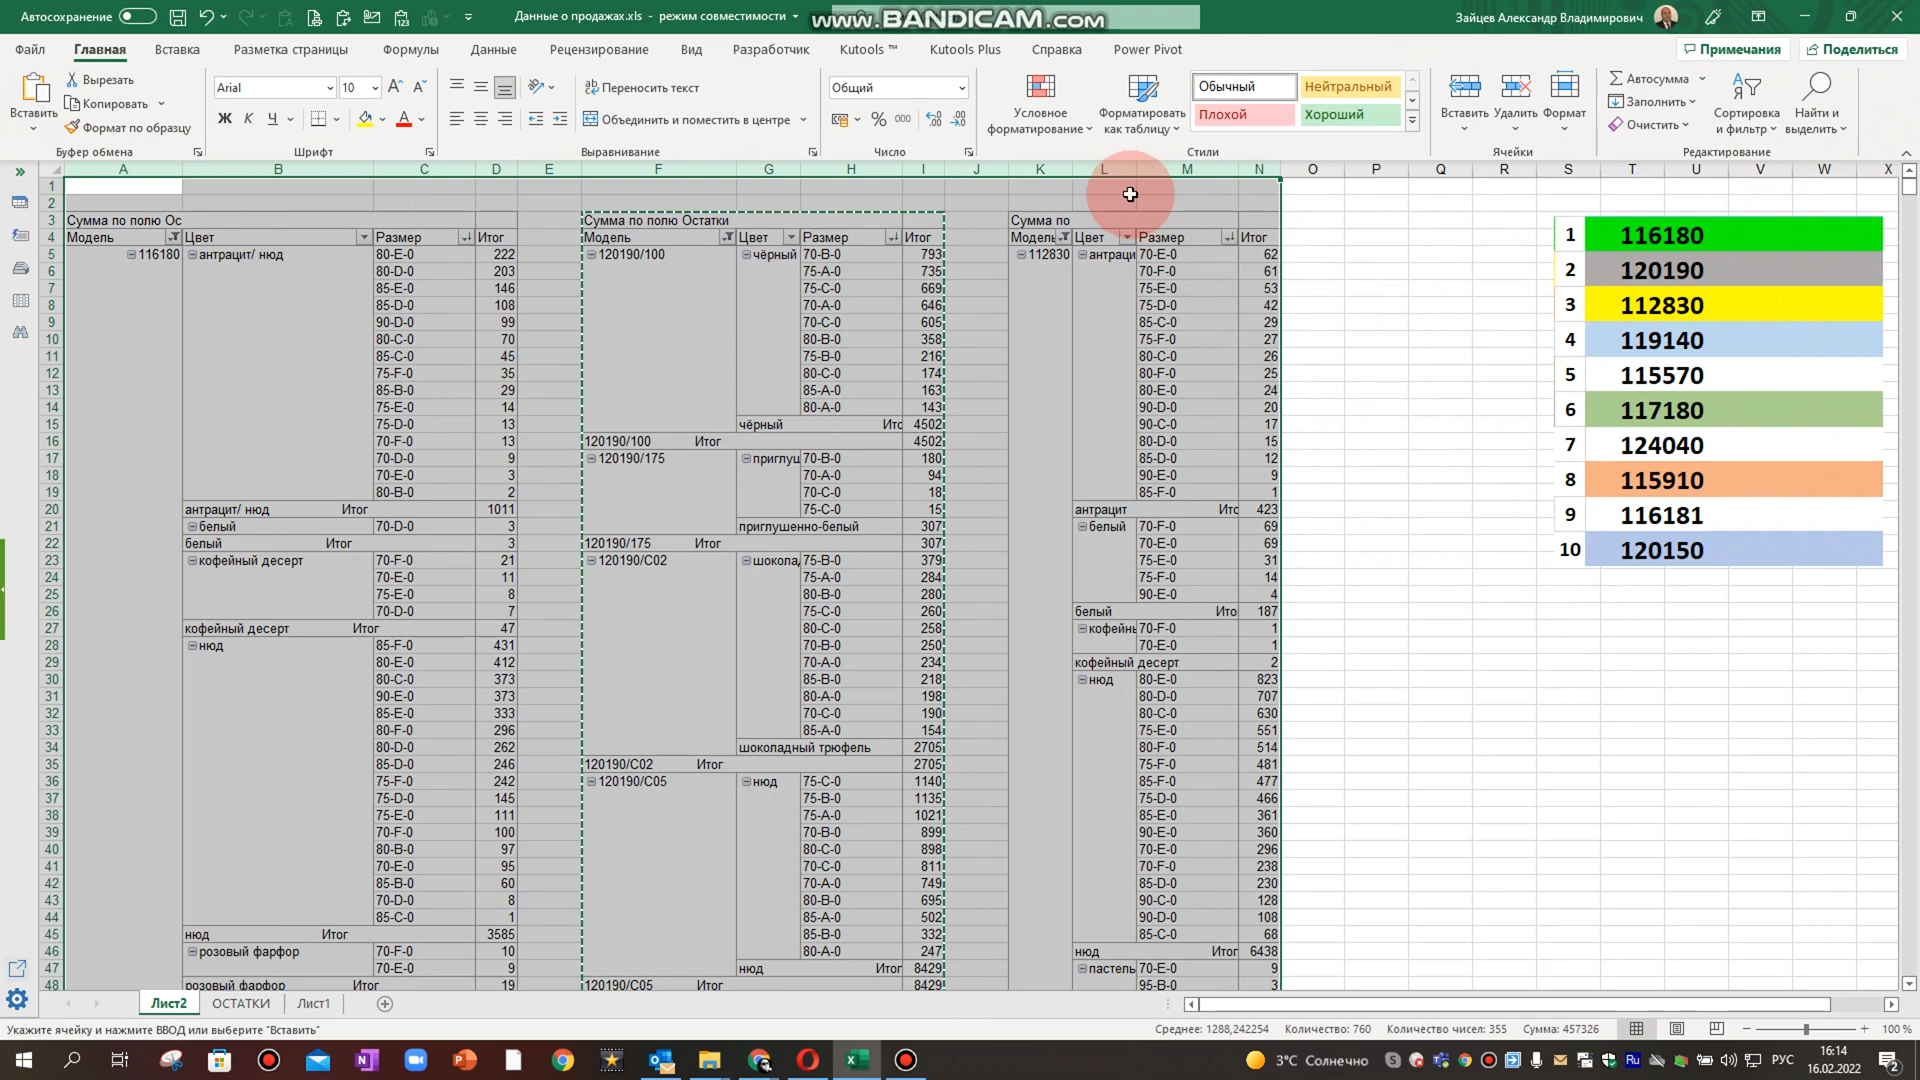 Автосохранение
Данные о продажах.xls - режим совместимости
www.BANDICAM.com
Зайцев Александр Владимирович
Файл Главная Вставка Разметка страницы Формулы Данные Рецензирование Вид Разработчик Kutools ™ Kutools Plus Справка Power Pivot
Примечания Поделиться
Вставить
Вырезать
Копировать
Формат по образцу
Буфер обмена
Arial 10
Ж К Ч
Шрифт
Переносить текст
Объединить и поместить в центре
Выравнивание
Общий
% 000
Число
Условное форматирование
Форматировать как таблицу
Обычный Нейтральный
Плохой Хороший
Стили
Вставить Удалить Формат
Ячейки
Автосумма
Заполнить
Очистить
Сортировка и фильтр
Найти и выделить
Редактирование
A B C D E F G H I J K L M N O P Q R S T U V W X
1
2
3 Сумма по полю Ос Сумма по полю Остатки Сумма по
4 Модель Цвет Размер Итог Модель Цвет Размер Итог Модель Цвет Размер Итог
5 116180 антрацит/ нюд 80-E-0 222 120190/100 чёрный 70-B-0 793 112830 антраци 70-E-0 62
6 80-D-0 203 75-A-0 735 70-F-0 61
7 85-E-0 146 75-C-0 669 75-E-0 53
8 85-D-0 108 70-A-0 646 75-D-0 42
9 90-D-0 99 70-C-0 605 85-C-0 29
10 80-C-0 70 80-B-0 358 75-F-0 27
11 85-C-0 45 75-B-0 216 80-C-0 26
12 75-F-0 35 80-C-0 174 80-F-0 25
13 85-B-0 29 85-A-0 163 80-E-0 24
14 75-E-0 14 80-A-0 143 90-D-0 20
15 75-D-0 13 чёрный Итс 4502 90-C-0 17
16 70-F-0 13 120190/100 Итог 4502 80-D-0 15
17 70-D-0 9 120190/175 приглуш 70-B-0 180 85-D-0 12
18 70-E-0 3 70-A-0 94 90-E-0 9
19 80-B-0 2 70-C-0 18 85-F-0 1
20 антрацит/ нюд Итог 1011 75-C-0 15 антрацит Итс 423
21 белый 70-D-0 3 приглушенно-белый 307 белый 70-F-0 69
22 белый Итог 3 120190/175 Итог 307 70-E-0 69
23 кофейный десерт 70-F-0 21 120190/C02 шокола 75-B-0 379 75-E-0 31
24 70-E-0 11 75-A-0 284 75-F-0 14
25 75-E-0 8 80-B-0 280 90-E-0 4
26 70-D-0 7 75-C-0 260 белый Ито 187
27 кофейный десерт Итог 47 80-C-0 258 кофейн 70-F-0 1
28 нюд 85-F-0 431 70-B-0 250 70-E-0 1
29 80-E-0 412 70-A-0 234 кофейный десерт 2
30 80-C-0 373 85-B-0 218 нюд 80-E-0 823
31 90-E-0 373 80-A-0 198 80-D-0 707
32 85-E-0 333 70-C-0 190 80-C-0 630
33 80-F-0 296 85-A-0 154 75-E-0 551
34 80-D-0 262 шоколадный трюфель 2705 80-F-0 514
35 85-D-0 246 120190/C02 Итог 2705 75-F-0 481
36 75-F-0 242 120190/C05 нюд 75-C-0 1140 85-F-0 477
37 75-D-0 145 75-B-0 1135 75-D-0 466
38 75-E-0 111 75-A-0 1021 85-E-0 361
39 70-F-0 100 70-B-0 899 90-E-0 360
40 80-B-0 97 80-C-0 898 70-E-0 296
41 70-E-0 95 70-C-0 811 70-F-0 238
42 85-B-0 60 70-A-0 749 85-D-0 230
43 70-D-0 8 80-B-0 695 90-C-0 128
44 85-C-0 1 85-A-0 502 90-D-0 108
45 нюд Итог 3585 85-B-0 332 85-C-0 68
46 розовый фарфор 70-F-0 10 80-A-0 247 нюд Итог 6438
47 70-E-0 9 нюд Итог 8429 пастель 70-E-0 9
48 розовый фарфор Итог 19 120190/C05 Итог 8429 95-B-0 3
1 116180
2 120190
3 112830
4 119140
5 115570
6 117180
7 124040
8 115910
9 116181
10 120150
Лист2 ОСТАТКИ Лист1
Укажите ячейку и нажмите ВВОД или выберите "Вставить"
Среднее: 1288,242254 Количество: 760 Количество чисел: 355 Сумма: 457326
100 %
3°C Солнечно
Ru
РУС
16:14
16.02.2022
2